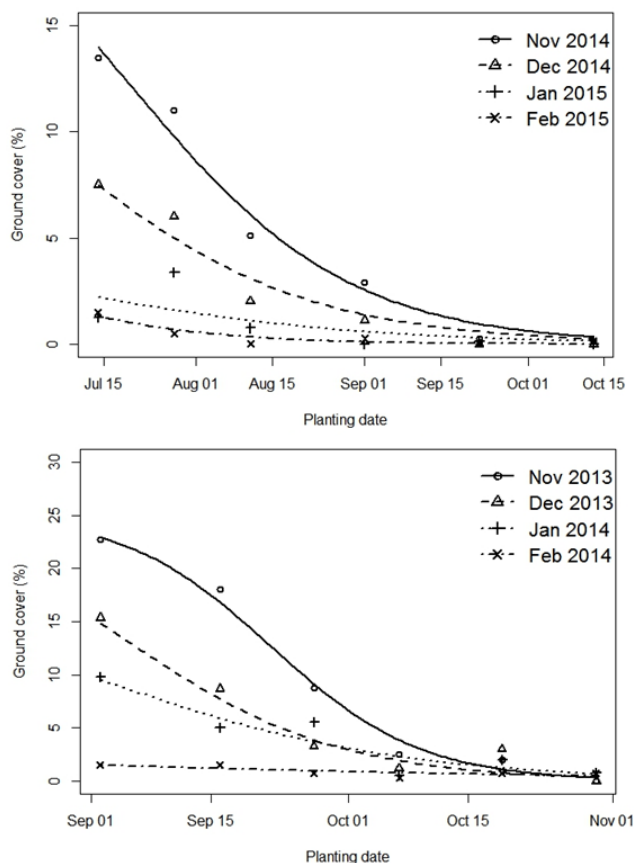 15
10
5
0
Ground cover (%)
Nov 2014
Dec 2014
Jan 2015
Feb 2015
Jul 15 Aug 01 Aug 15 Sep 01 Sep 15 Oct 01 Oct 15
Planting date
30
25
20
15
10
5
0
Ground cover (%)
Nov 2013
Dec 2013
Jan 2014
Feb 2014
Sep 01 Sep 15 Oct 01 Oct 15 Nov 01
Planting date